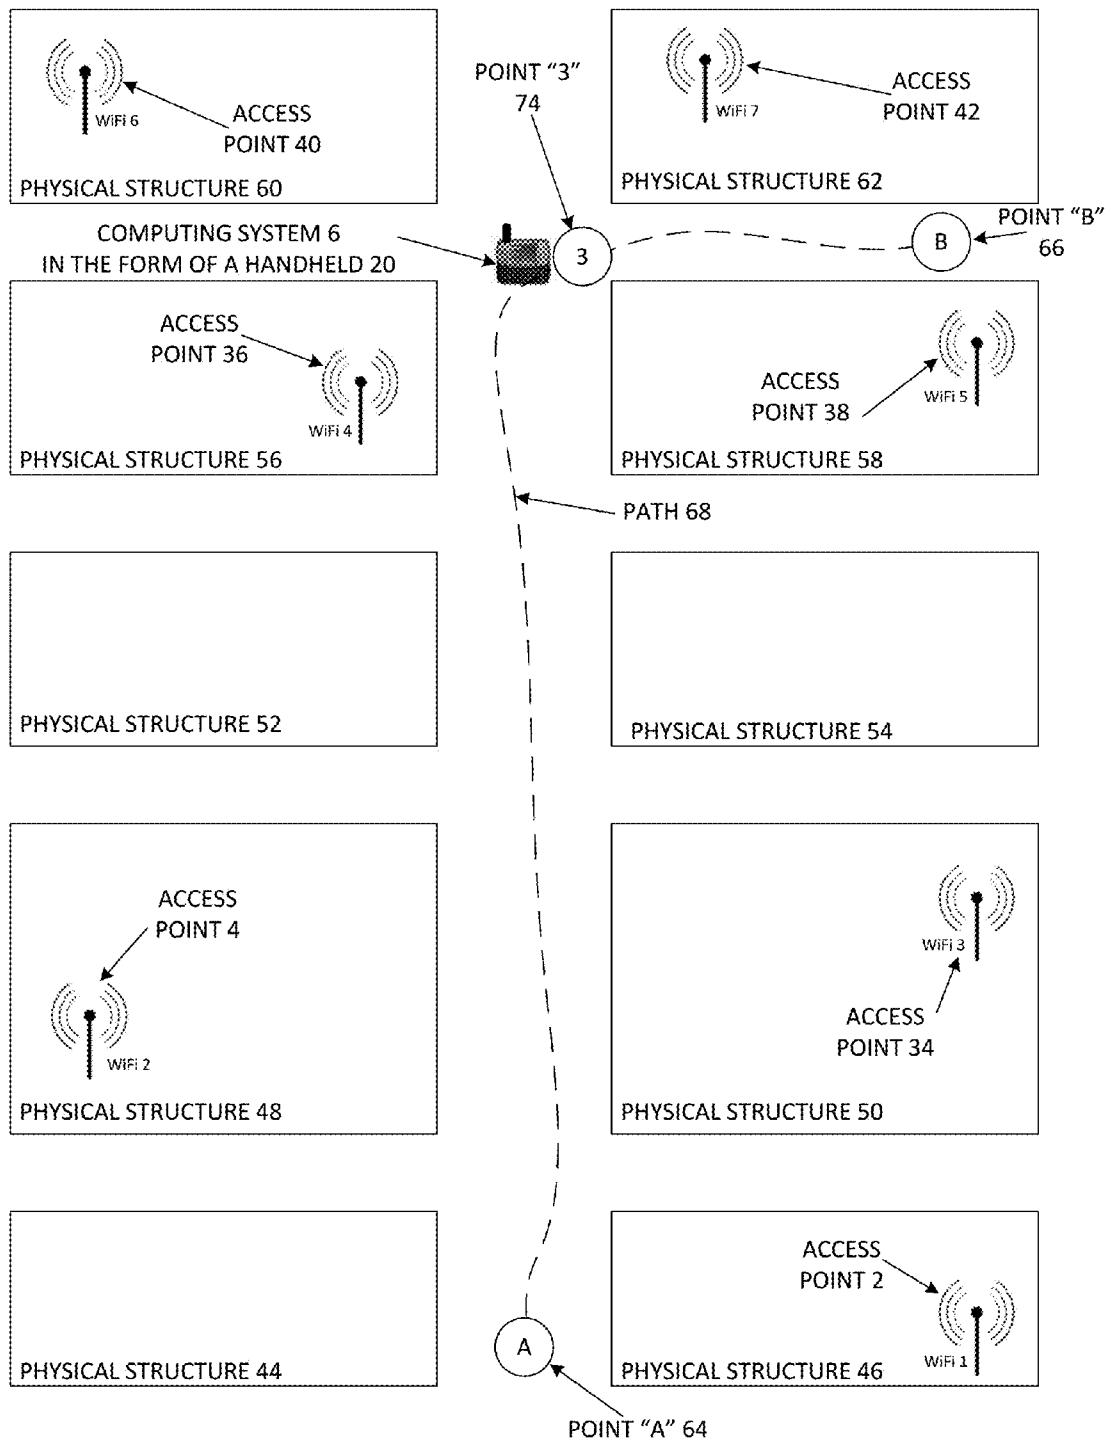 WiFi 6
ACCESS
POINT 40
PHYSICAL STRUCTURE 60
POINT “3”
74
WiFi 7
ACCESS
POINT 42
PHYSICAL STRUCTURE 62
COMPUTING SYSTEM 6
IN THE FORM OF A HANDHELD 20
3
B
POINT “B”
66
ACCESS
POINT 36
WiFi 4
PHYSICAL STRUCTURE 56
ACCESS
POINT 38
WiFi 5
PHYSICAL STRUCTURE 58
PATH 68
PHYSICAL STRUCTURE 52
PHYSICAL STRUCTURE 54
ACCESS
POINT 4
WiFi 2
PHYSICAL STRUCTURE 48
WiFi 3
ACCESS
POINT 34
PHYSICAL STRUCTURE 50
PHYSICAL STRUCTURE 44
A
POINT “A” 64
ACCESS
POINT 2
WiFi 1
PHYSICAL STRUCTURE 46